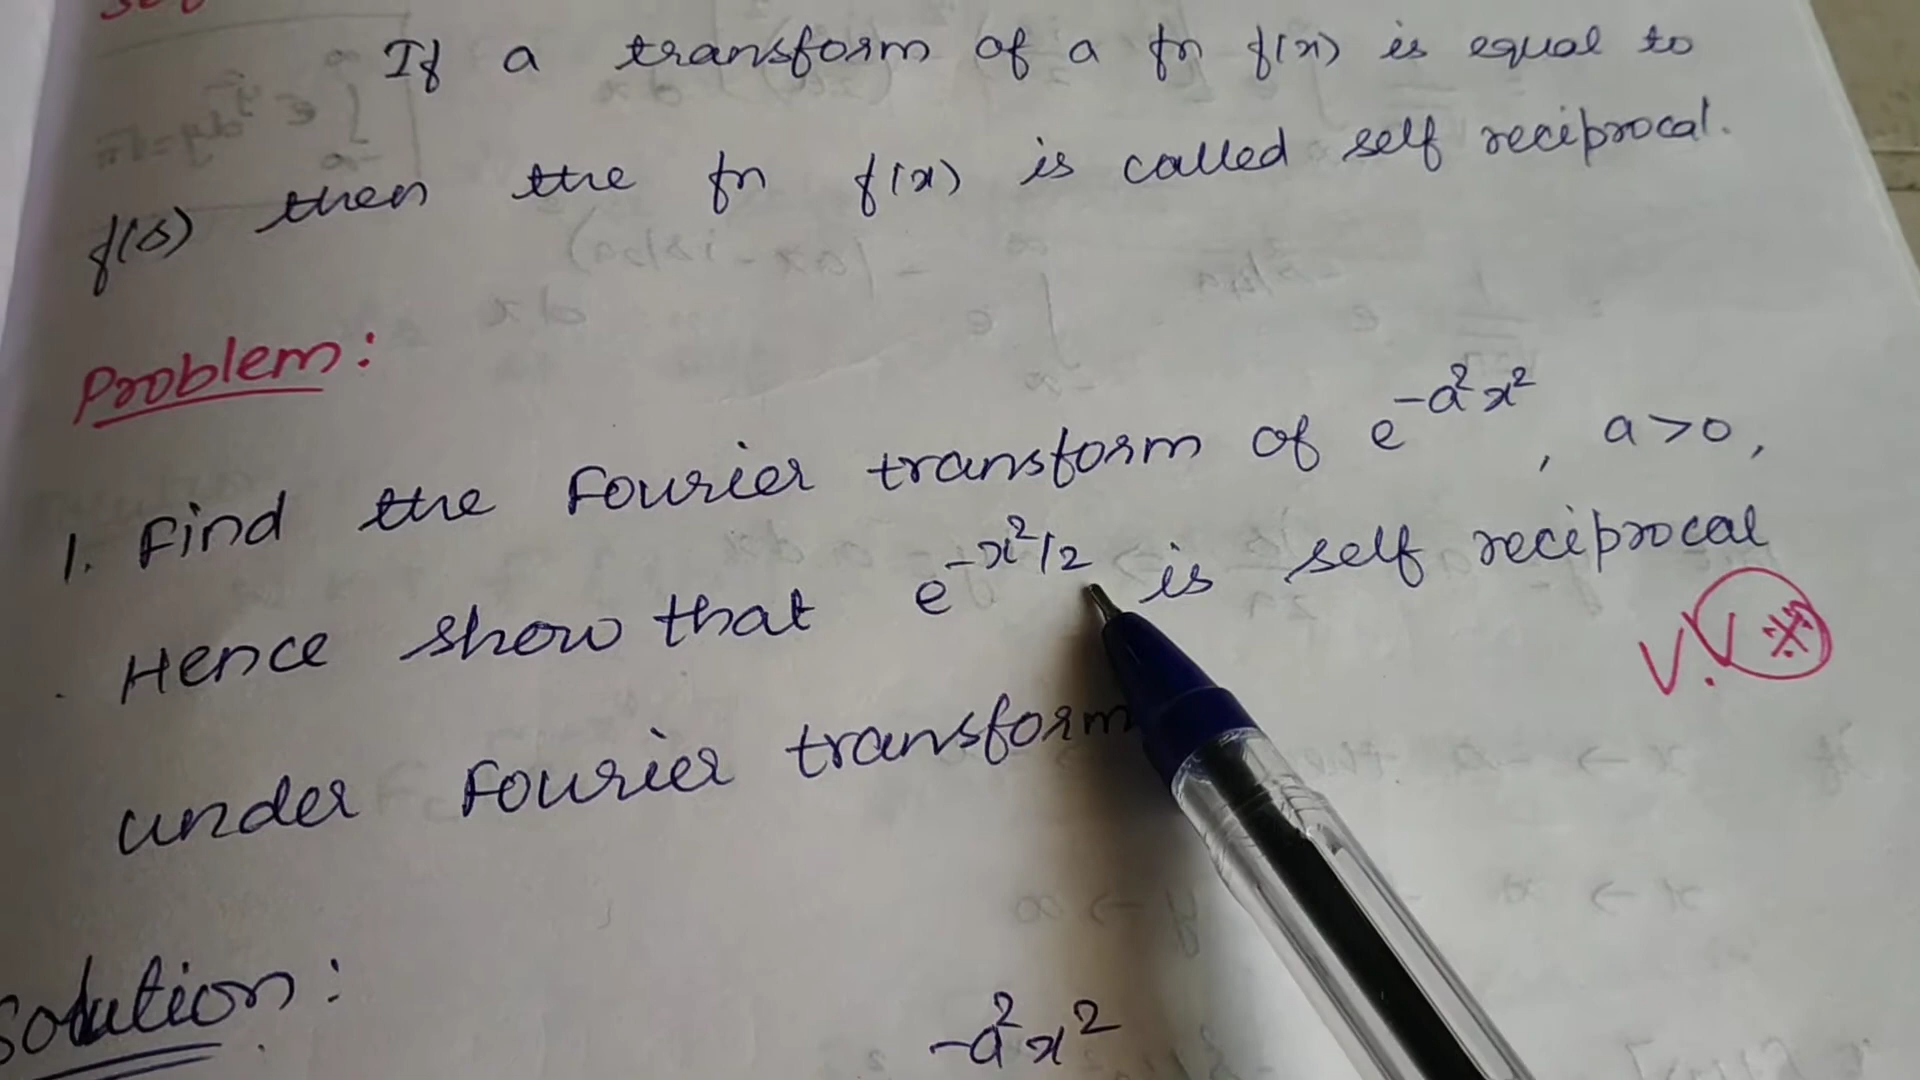 If a transform of a fn f(x) is equal to
f(s) then the fn f(x) is called self reciprocal.
Problem:
1. Find the Fourier transform of e^{-a²x²}, a>0,
Hence show that e^{-x²/2} is self reciprocal
under Fourier transform
Solution:
-a²x²